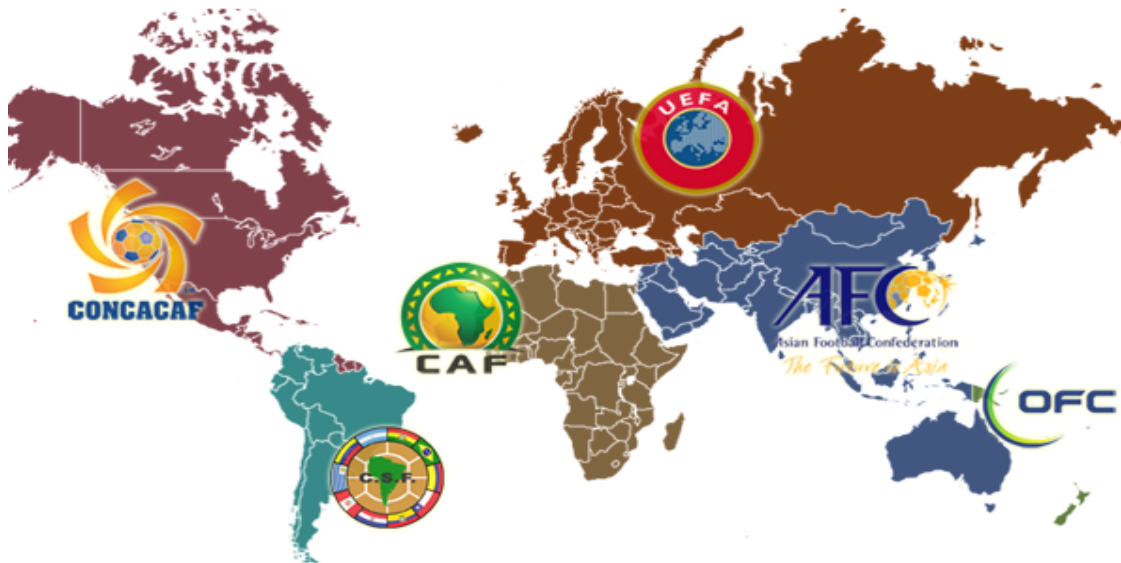 UEFA
CONCACAF
CAF
AFC
Asian Football Confederation
The Future is Asia
OFC
C.S.F.